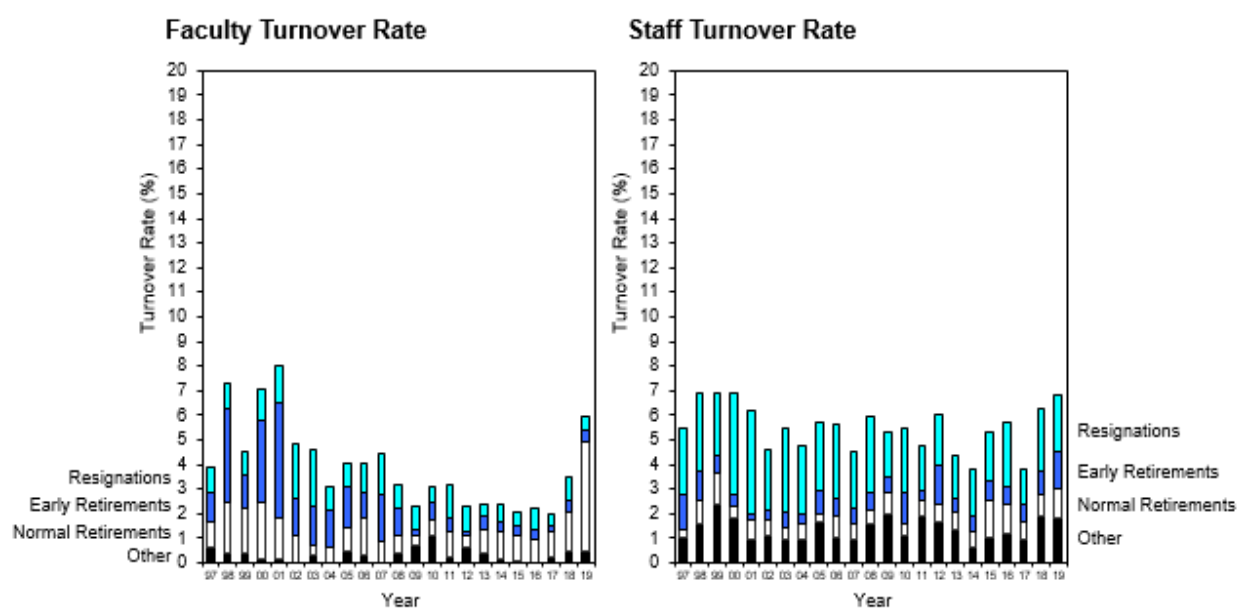 Faculty Turnover Rate
20
19
18
17
16
15
14
13
12
11
10
9
8
7
6
5
4
3
2
1
0
Turnover Rate (%)
Resignations
Early Retirements
Normal Retirements
Other
97 98 99 00 01 02 03 04 05 06 07 08 09 10 11 12 13 14 15 16 17 18 19
Year
Staff Turnover Rate
20
19
18
17
16
15
14
13
12
11
10
9
8
7
6
5
4
3
2
1
0
Turnover Rate (%)
Resignations
Early Retirements
Normal Retirements
Other
97 98 99 00 01 02 03 04 05 06 07 08 09 10 11 12 13 14 15 16 17 18 19
Year